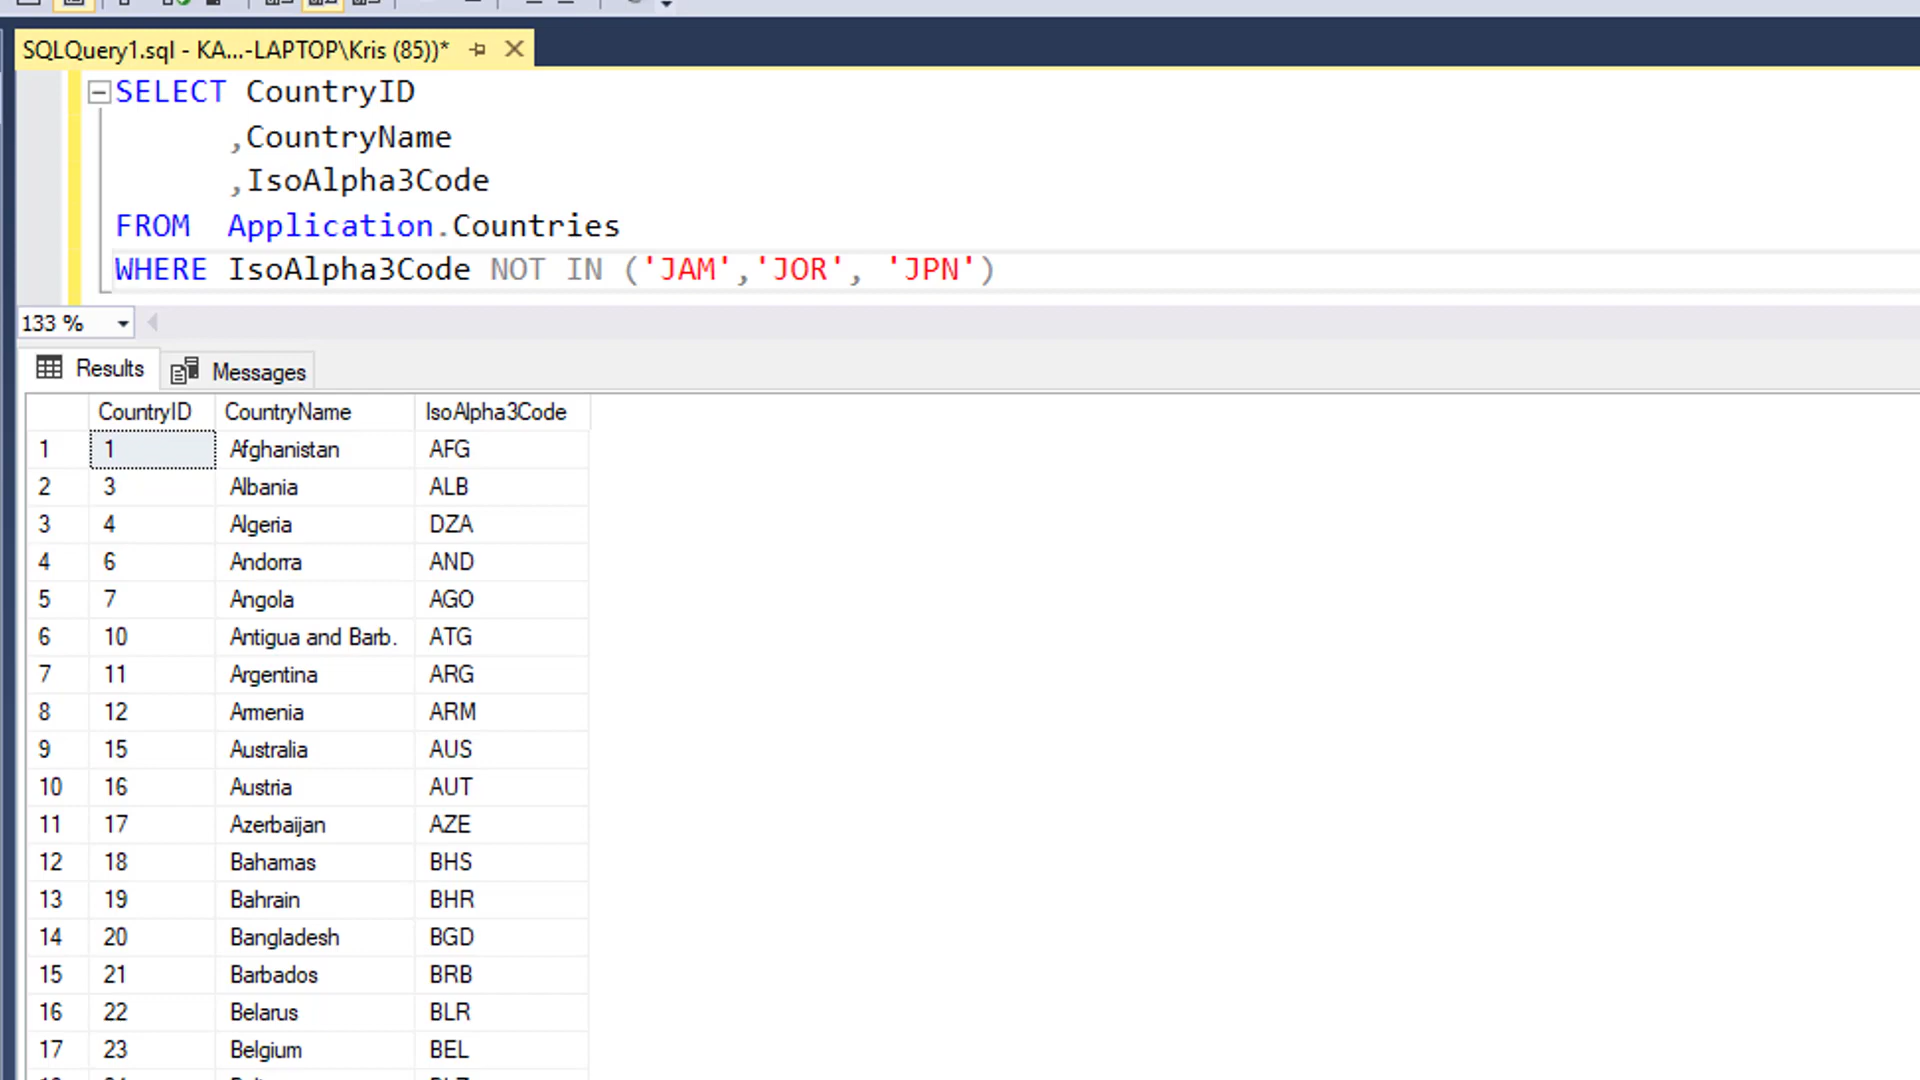 SQLQuery1.sql - KA...-LAPTOP\Kris (85))*
SELECT CountryID
,CountryName
,IsoAlpha3Code
FROM Application.Countries
WHERE IsoAlpha3Code NOT IN ('JAM','JOR', 'JPN')
133 %
Results Messages
CountryID CountryName IsoAlpha3Code
1 1 Afghanistan AFG
2 3 Albania ALB
3 4 Algeria DZA
4 6 Andorra AND
5 7 Angola AGO
6 10 Antigua and Barb. ATG
7 11 Argentina ARG
8 12 Armenia ARM
9 15 Australia AUS
10 16 Austria AUT
11 17 Azerbaijan AZE
12 18 Bahamas BHS
13 19 Bahrain BHR
14 20 Bangladesh BGD
15 21 Barbados BRB
16 22 Belarus BLR
17 23 Belgium BEL